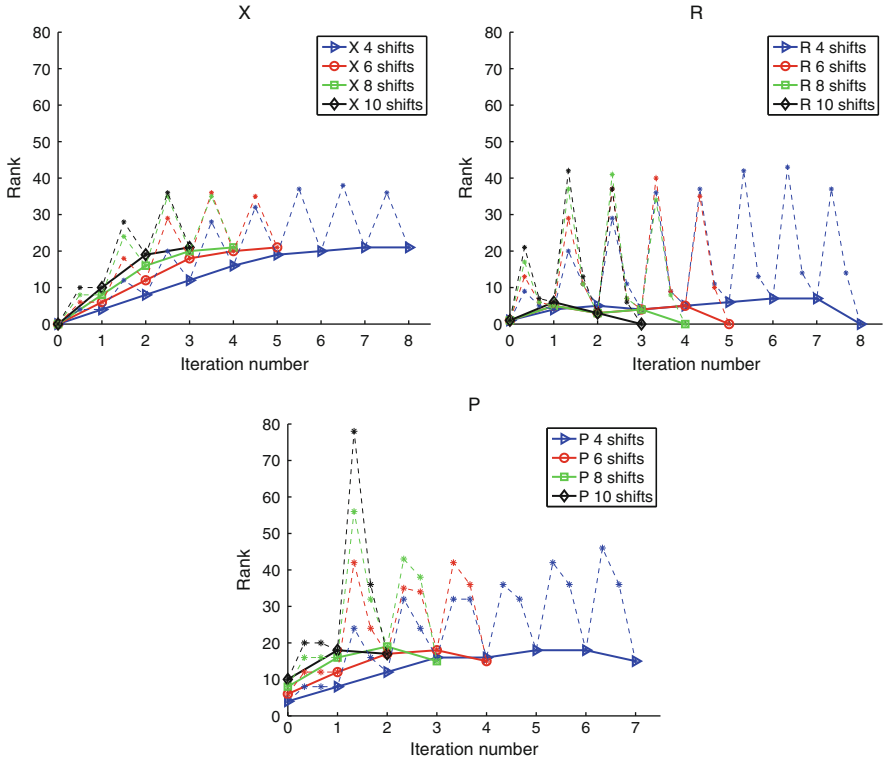 X
80
70
60
50
40
30
20
10
0
Rank
0 1 2 3 4 5 6 7 8
Iteration number
X 4 shifts
X 6 shifts
X 8 shifts
X 10 shifts
R
80
70
60
50
40
30
20
10
0
Rank
0 1 2 3 4 5 6 7 8
Iteration number
R 4 shifts
R 6 shifts
R 8 shifts
R 10 shifts
P
80
70
60
50
40
30
20
10
0
Rank
0 1 2 3 4 5 6 7
Iteration number
P 4 shifts
P 6 shifts
P 8 shifts
P 10 shifts